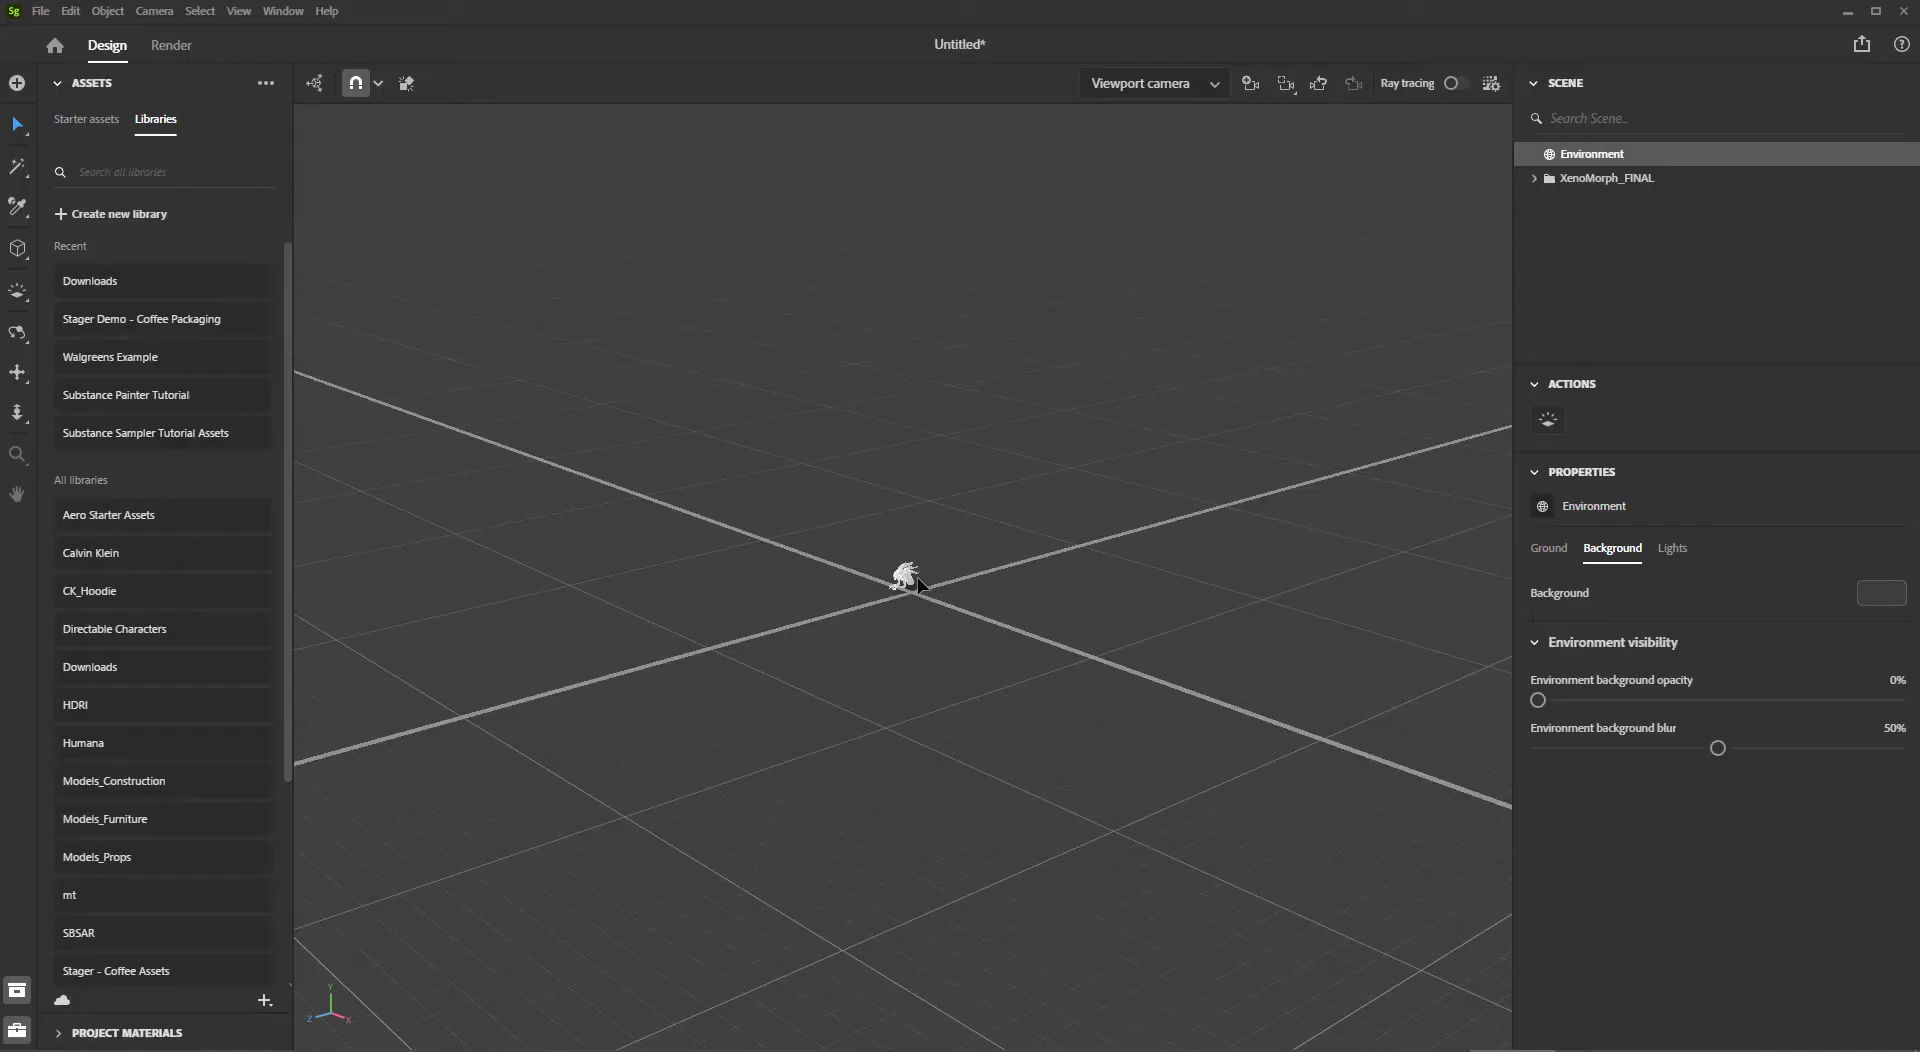 Sg File Edit Object Camera Select View Window Help
Design Render Untitled*
ASSETS
Starter assets Libraries
Search all libraries
Create new library
Recent
Downloads
Stager Demo - Coffee Packaging
Walgreens Example
Substance Painter Tutorial
Substance Sampler Tutorial Assets
All libraries
Aero Starter Assets
Calvin Klein
CK_Hoodie
Directable Characters
Downloads
HDRI
Humana
Models_Construction
Models_Furniture
Models_Props
mt
SBSAR
Stager - Coffee Assets
PROJECT MATERIALS
Viewport camera Ray tracing
Y
Z X
SCENE
Search Scene...
Environment
XenoMorph_FINAL
ACTIONS
PROPERTIES
Environment
Ground Background Lights
Background
Environment visibility
Environment background opacity 0%
Environment background blur 50%